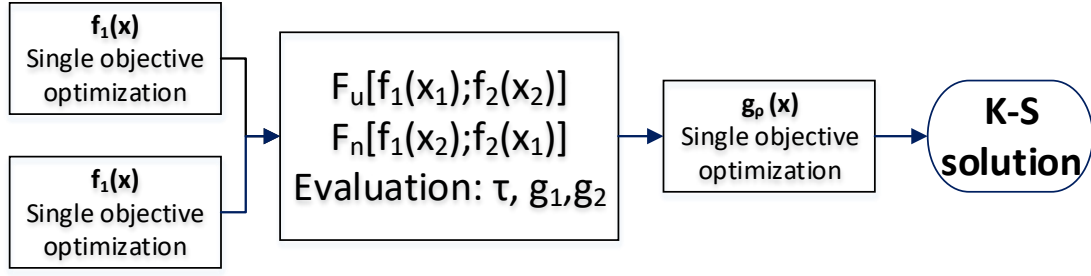 f₁(x)
Single objective
optimization
f₁(x)
Single objective
optimization
Fᵤ[f₁(x₁);f₂(x₂)]
Fₙ[f₁(x₂);f₂(x₁)]
Evaluation: τ, g₁,g₂
gₚ (x)
Single objective
optimization
K-S
solution